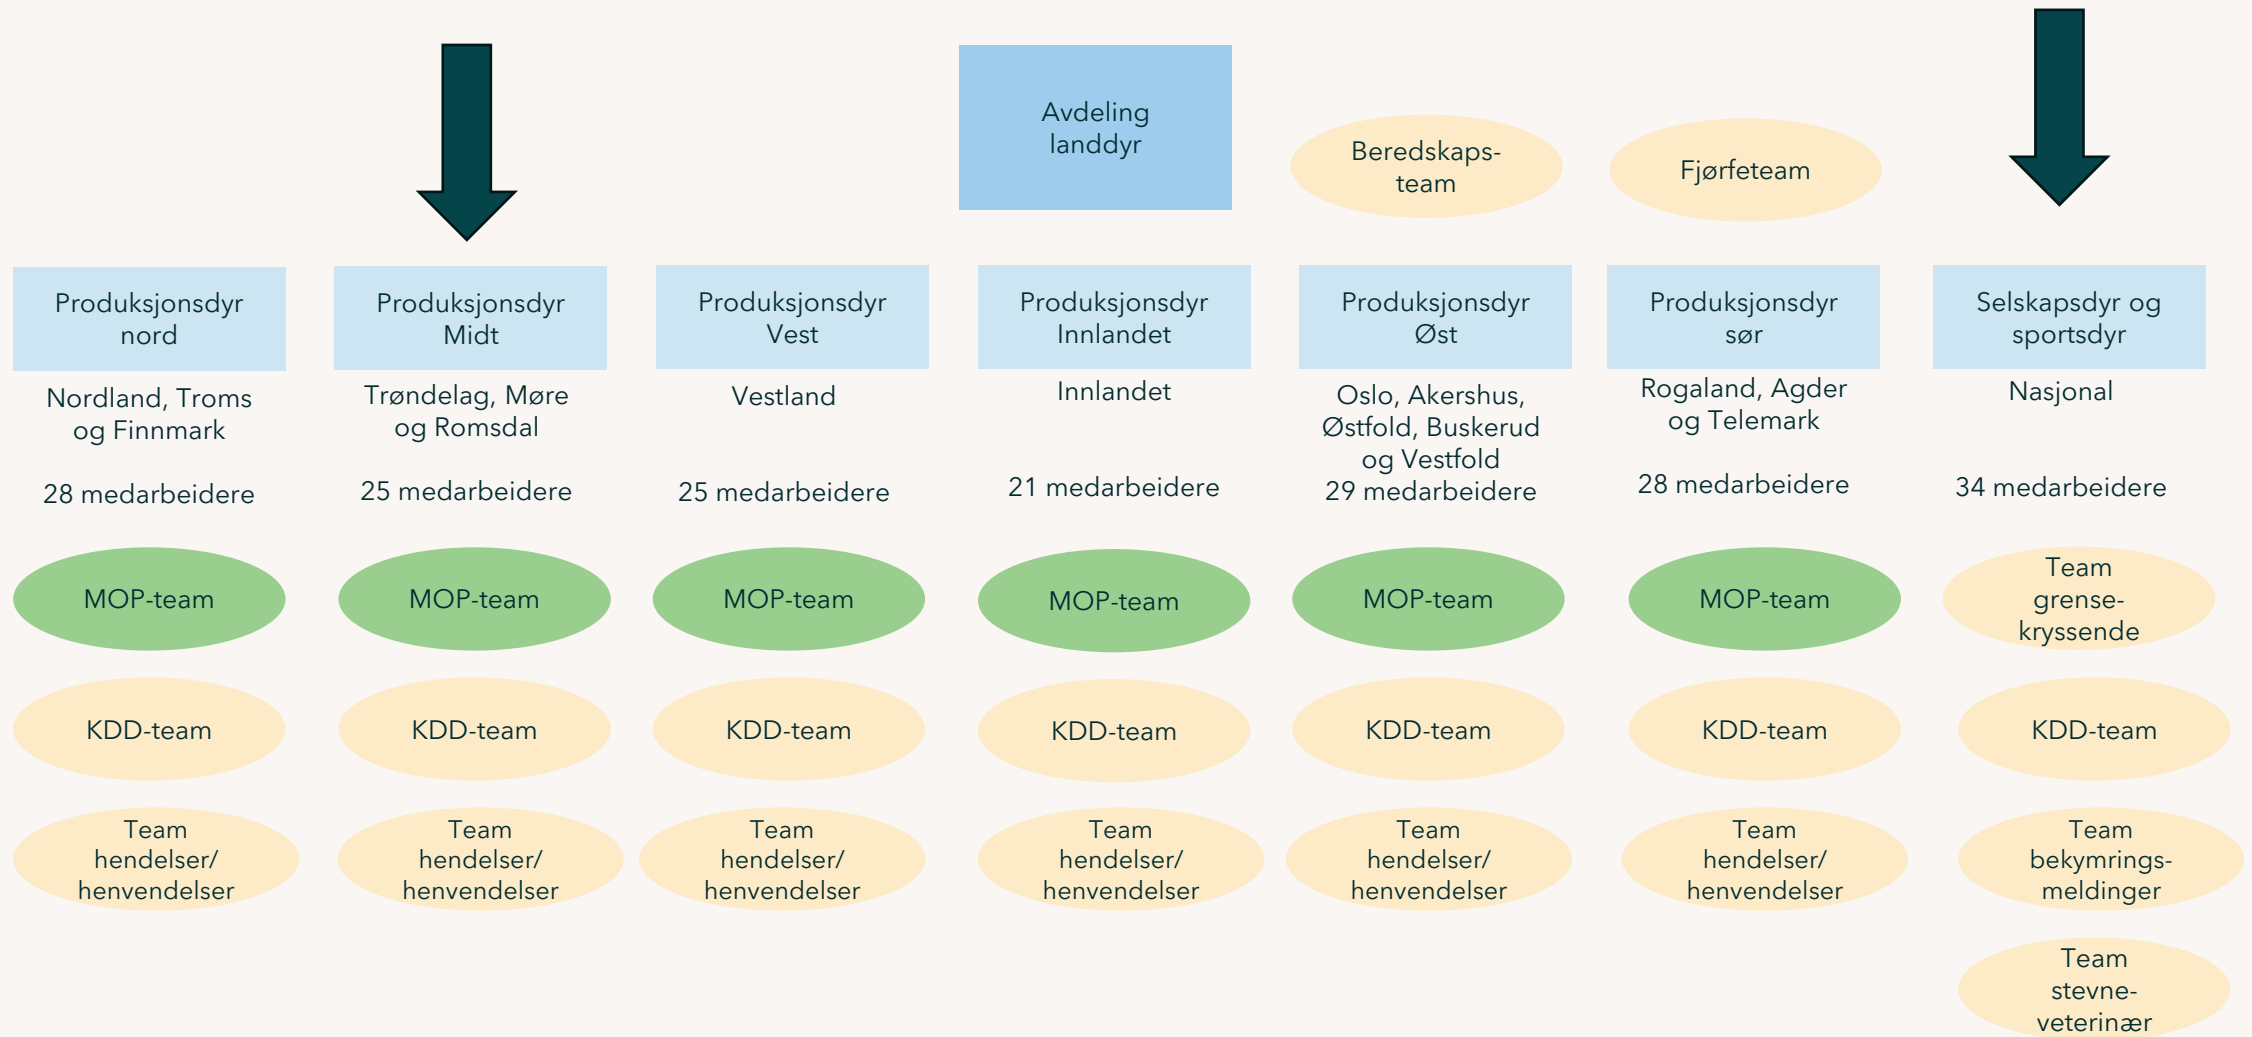 Avdeling
landdyr
Beredskaps-
team
Fjørfeteam
Produksjonsdyr
nord
Nordland, Troms
og Finnmark
28 medarbeidere
MOP-team
KDD-team
Team
hendelser/
henvendelser
Produksjonsdyr
Midt
Trøndelag, Møre
og Romsdal
25 medarbeidere
MOP-team
KDD-team
Team
hendelser/
henvendelser
Produksjonsdyr
Vest
Vestland
25 medarbeidere
MOP-team
KDD-team
Team
hendelser/
henvendelser
Produksjonsdyr
Innlandet
Innlandet
21 medarbeidere
MOP-team
KDD-team
Team
hendelser/
henvendelser
Produksjonsdyr
Øst
Oslo, Akershus,
Østfold, Buskerud
og Vestfold
29 medarbeidere
MOP-team
KDD-team
Team
hendelser/
henvendelser
Produksjonsdyr
sør
Rogaland, Agder
og Telemark
28 medarbeidere
MOP-team
KDD-team
Team
hendelser/
henvendelser
Selskapsdyr og
sportsdyr
Nasjonal
34 medarbeidere
Team
grense-
kryssende
KDD-team
Team
bekymrings-
meldinger
Team
stevne-
veterinær